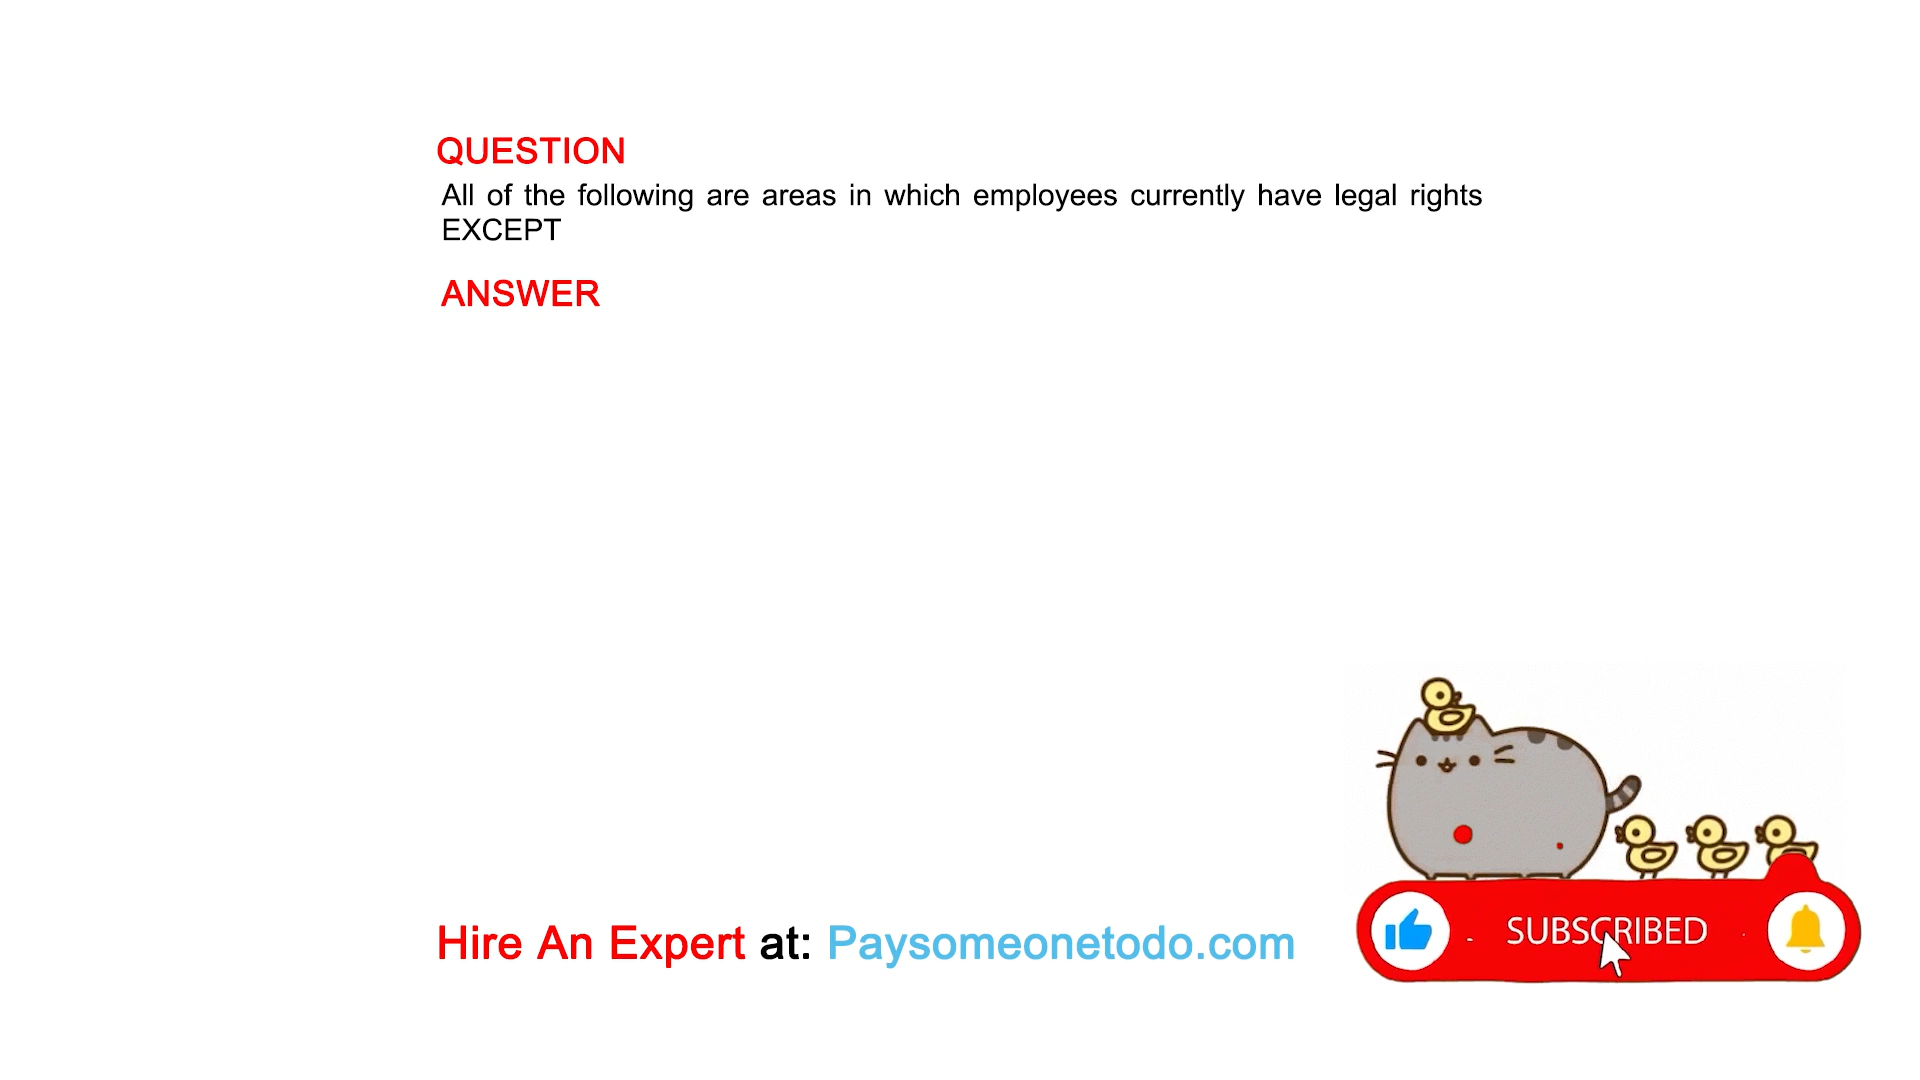 QUESTION
All of the following are areas in which employees currently have legal rights
EXCEPT
ANSWER
Hire An Expert at: Paysomeonetodo.com
SUBSCRIBED